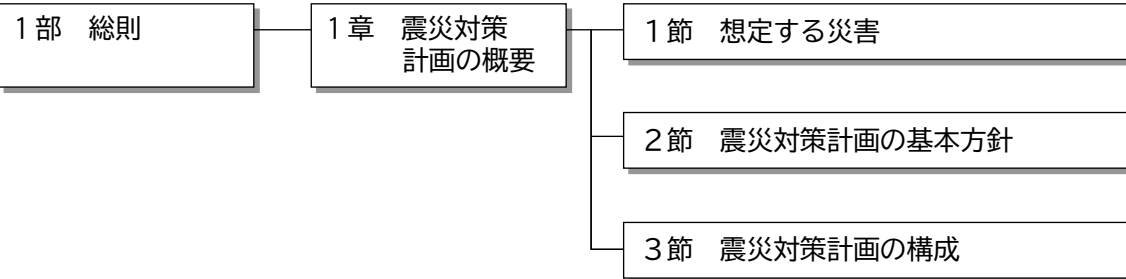 １部　総則
１章　震災対策
計画の概要
１節　想定する災害
２節　震災対策計画の基本方針
３節　震災対策計画の構成